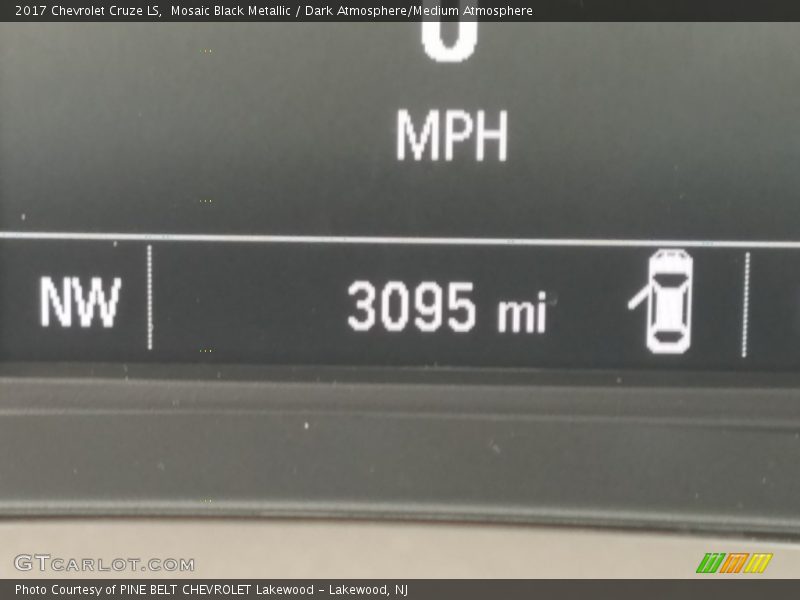 2017 Chevrolet Cruze LS,  Mosaic Black Metallic / Dark Atmosphere/Medium Atmosphere
0
MPH
NW
3095 mi
GTCARLOT.COM
Photo Courtesy of PINE BELT CHEVROLET Lakewood - Lakewood, NJ